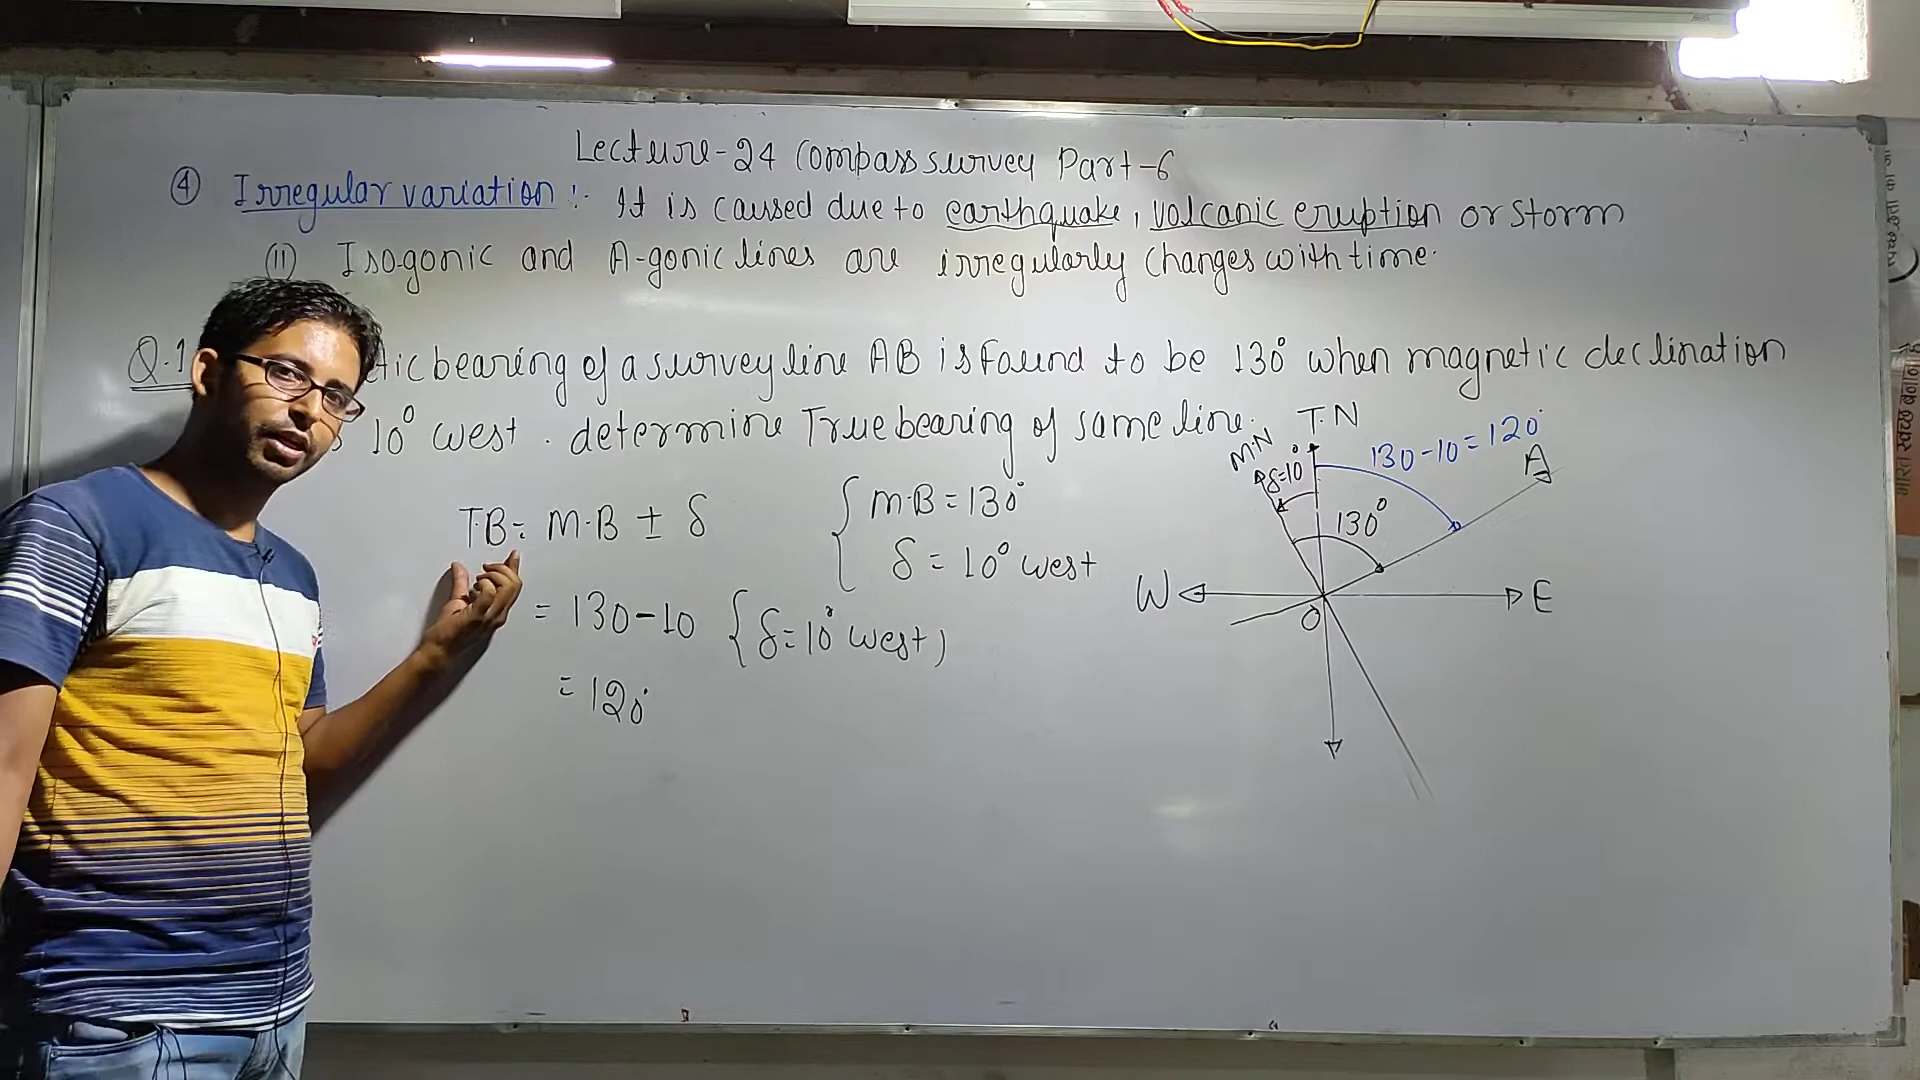 Lecture-24 Compass survey Part-6
④ Irregular variation :- It is caused due to earthquake, volcanic eruption or storm
(11) Isogonic and A-gonic lines are irregularly changes with time.
Q.1 tic bearing of a survey line AB is found to be 130° when magnetic declination
10° west. determine True bearing of same line.
T.B = M.B ± δ
= 130-10 {δ=10° west)
= 120°
{ M.B = 130°
δ = 10° west
T.N
M.N
δ=10°
130-10=120°
A
130°
W
E
O